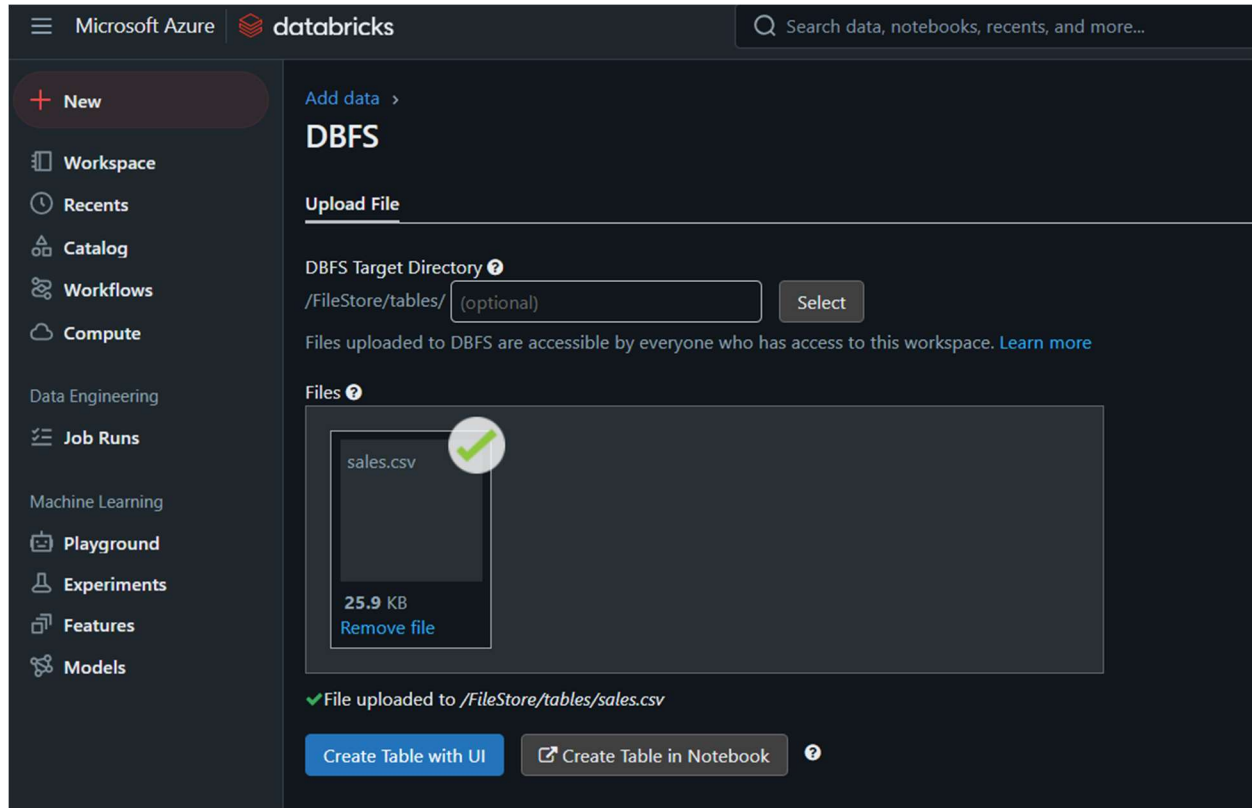 Microsoft Azure databricks Search data, notebooks, recents, and more...
New
Workspace
Recents
Catalog
Workflows
Compute
Data Engineering
Job Runs
Machine Learning
Playground
Experiments
Features
Models
Add data ›
DBFS
Upload File
DBFS Target Directory ?
/FileStore/tables/ (optional) Select
Files uploaded to DBFS are accessible by everyone who has access to this workspace. Learn more
Files ?
sales.csv
25.9 KB
Remove file
File uploaded to /FileStore/tables/sales.csv
Create Table with UI Create Table in Notebook ?